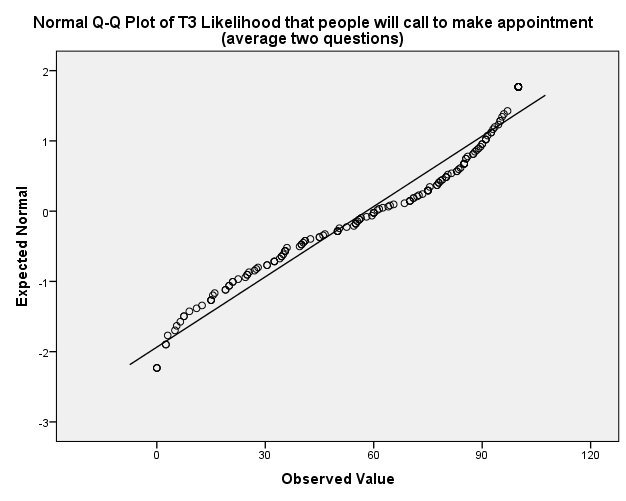 Normal Q-Q Plot of T3 Likelihood that people will call to make appointment
(average two questions)
2
1
0
-1
-2
-3
Expected Normal
0 30 60 90 120
Observed Value